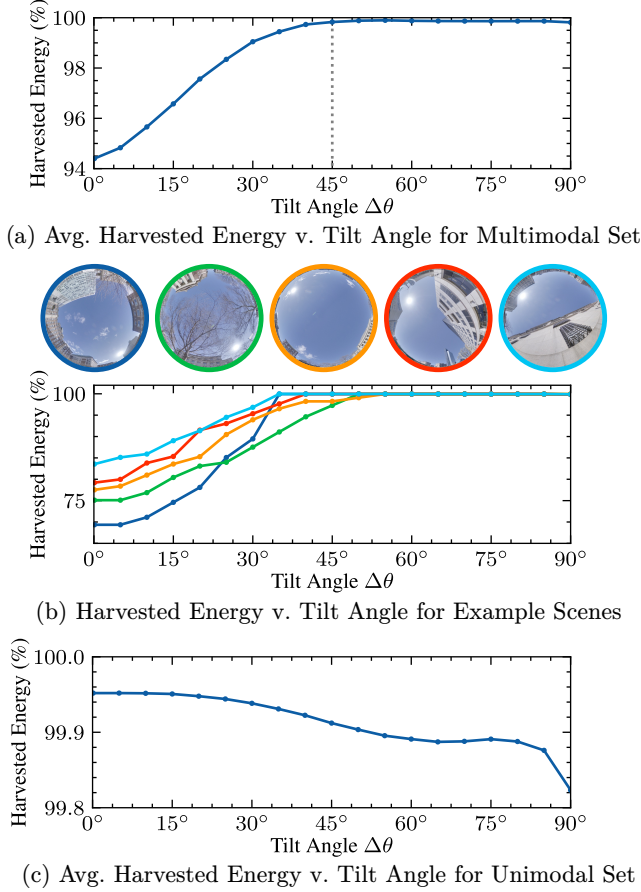 100
98
96
94
Harvested Energy (%)
0° 15° 30° 45° 60° 75° 90°
Tilt Angle Δθ
(a) Avg. Harvested Energy v. Tilt Angle for Multimodal Set
100
75
Harvested Energy (%)
0° 15° 30° 45° 60° 75° 90°
Tilt Angle Δθ
(b) Harvested Energy v. Tilt Angle for Example Scenes
100.0
99.9
99.8
Harvested Energy (%)
0° 15° 30° 45° 60° 75° 90°
Tilt Angle Δθ
(c) Avg. Harvested Energy v. Tilt Angle for Unimodal Set